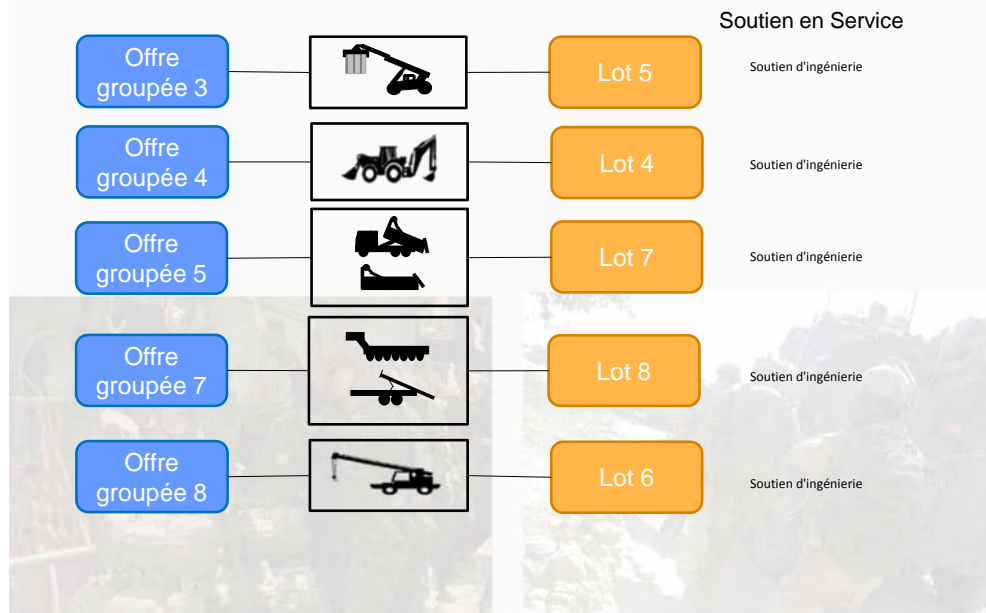 Soutien en Service
Offre
groupée 3
Lot 5
Soutien d'ingénierie
Offre
groupée 4
Lot 4
Soutien d'ingénierie
Offre
groupée 5
Lot 7
Soutien d'ingénierie
Offre
groupée 7
Lot 8
Soutien d'ingénierie
Offre
groupée 8
Lot 6
Soutien d'ingénierie